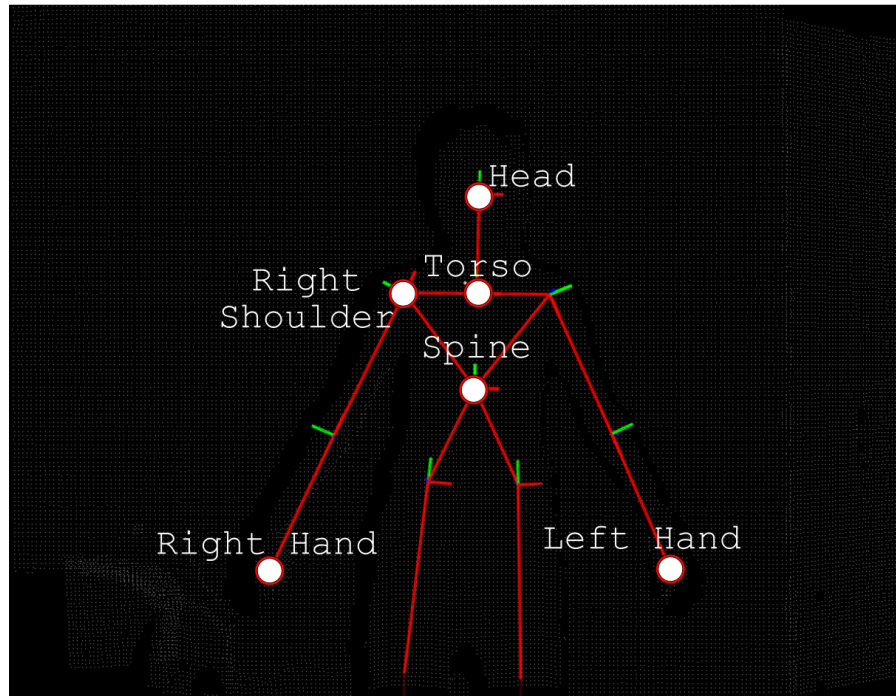 Head
Torso
Right
Shoulder
Spine
Right Hand
Left Hand